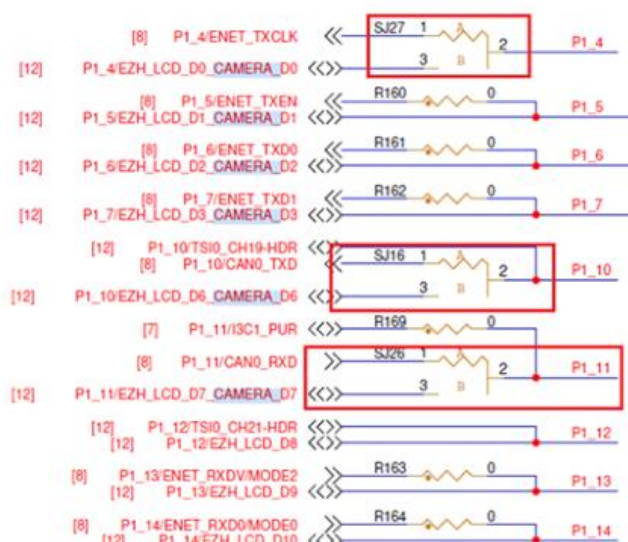 [8] P1_4/ENET_TXCLK SJ27 1 A 2 P1_4
[12] P1_4/EZH_LCD_D0_CAMERA_D0 3 B
[8] P1_5/ENET_TXEN R160 0
[12] P1_5/EZH_LCD_D1_CAMERA_D1 P1_5
[8] P1_6/ENET_TXD0 R161 0
[12] P1_6/EZH_LCD_D2_CAMERA_D2 P1_6
[8] P1_7/ENET_TXD1 R162 0
[12] P1_7/EZH_LCD_D3_CAMERA_D3 P1_7
[12] P1_10/TSI0_CH19-HDR
[8] P1_10/CAN0_TXD SJ16 1 A 2 P1_10
[12] P1_10/EZH_LCD_D6_CAMERA_D6 3 B
[7] P1_11/I3C1_PUR R169 0
[8] P1_11/CAN0_RXD SJ26 1 A 2 P1_11
[12] P1_11/EZH_LCD_D7_CAMERA_D7 3 B
[12] P1_12/TSI0_CH21-HDR
[12] P1_12/EZH_LCD_D8 P1_12
[8] P1_13/ENET_RXDV/MODE2 R163 0
[12] P1_13/EZH_LCD_D9 P1_13
[8] P1_14/ENET_RXD0/MODE0 R164 0
[12] P1_14/EZH_LCD_D10 P1_14